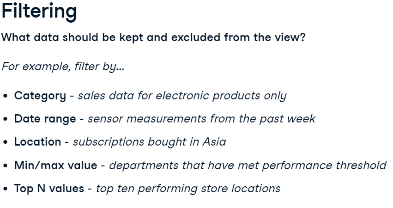 Filtering
What data should be kept and excluded from the view?
For example, filter by...
• Category - sales data for electronic products only
• Date range - sensor measurements from the past week
• Location - subscriptions bought in Asia
• Min/max value - departments that have met performance threshold
• Top N values - top ten performing store locations